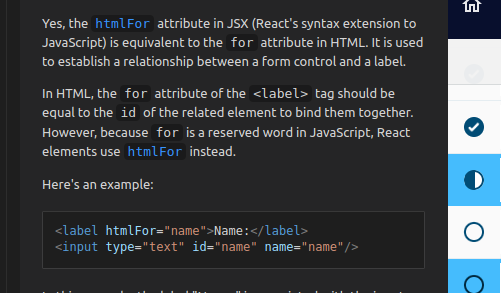 Yes, the htmlFor attribute in JSX (React's syntax extension to
JavaScript) is equivalent to the for attribute in HTML. It is used
to establish a relationship between a form control and a label.
In HTML, the for attribute of the <label> tag should be
equal to the id of the related element to bind them together.
However, because for is a reserved word in JavaScript, React
elements use htmlFor instead.
Here's an example:
<label htmlFor="name">Name:</label>
<input type="text" id="name" name="name"/>